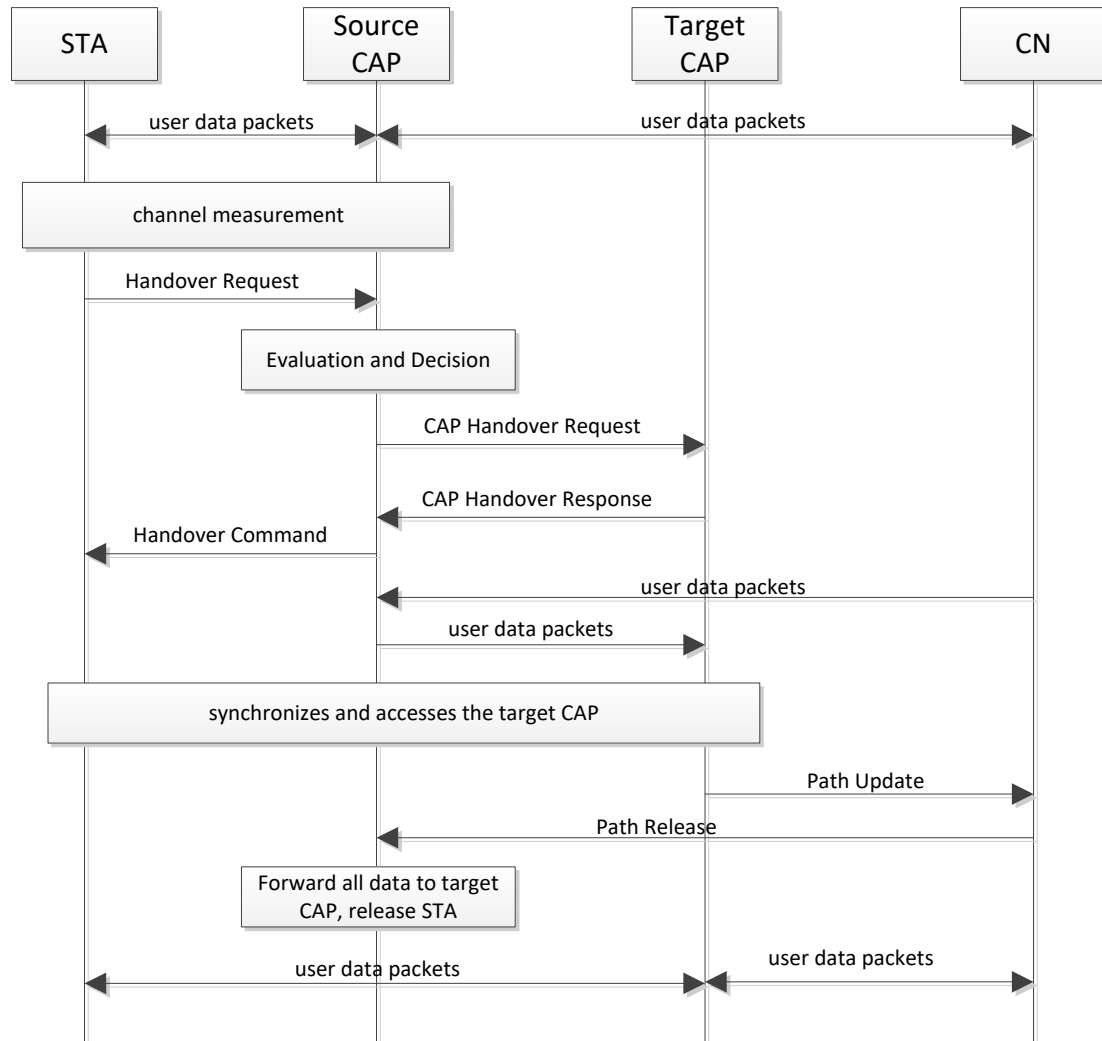 STA
Source
CAP
Target
CAP
CN
user data packets
user data packets
channel measurement
Handover Request
Evaluation and Decision
CAP Handover Request
CAP Handover Response
Handover Command
user data packets
user data packets
synchronizes and accesses the target CAP
Path Update
Path Release
Forward all data to target
CAP, release STA
user data packets
user data packets